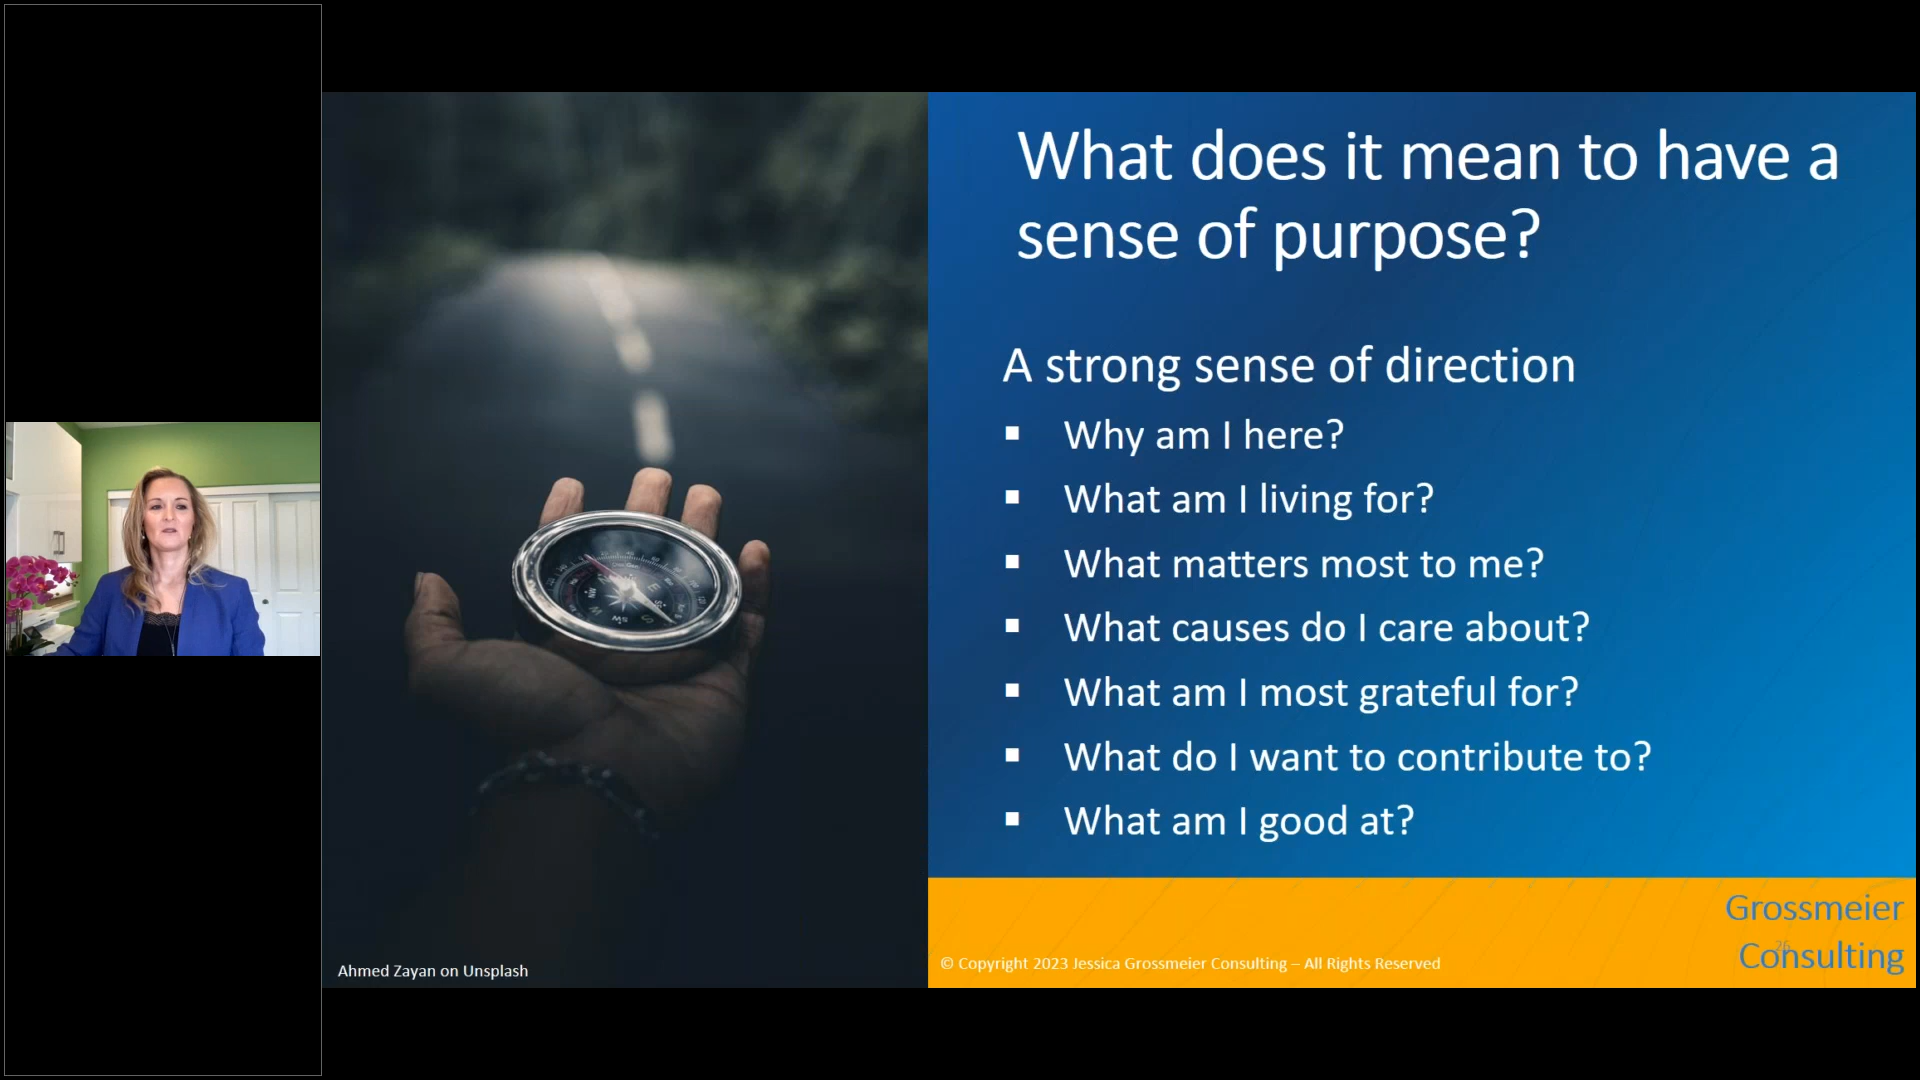 What does it mean to have a
sense of purpose?
A strong sense of direction
▪ Why am I here?
▪ What am I living for?
▪ What matters most to me?
▪ What causes do I care about?
▪ What am I most grateful for?
▪ What do I want to contribute to?
▪ What am I good at?
Ahmed Zayan on Unsplash
© Copyright 2023 Jessica Grossmeier Consulting – All Rights Reserved
Grossmeier
Consulting
26